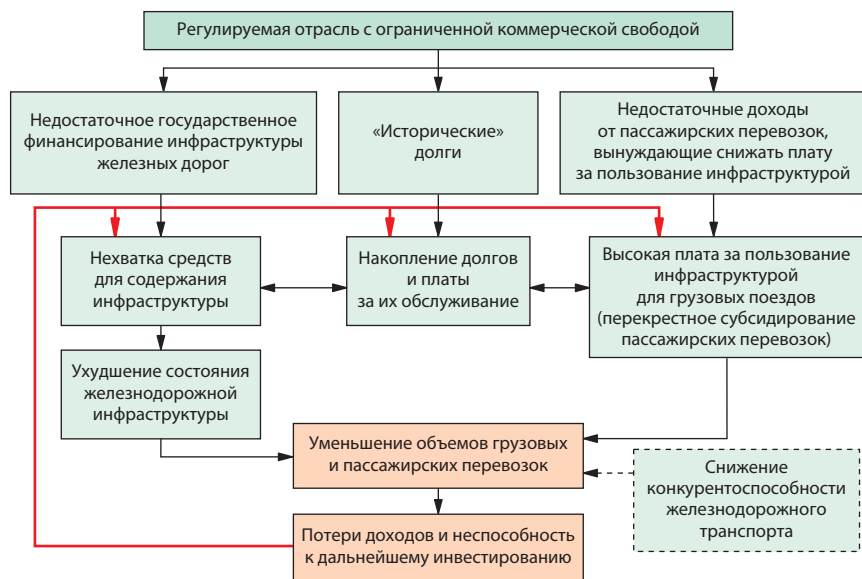 Регулируемая отрасль с ограниченной коммерческой свободой
Недостаточное государственное
финансирование инфраструктуры
железных дорог
«Исторические»
долги
Недостаточные доходы
от пассажирских перевозок,
вынуждающие снижать плату
за пользование инфраструктурой
Нехватка средств
для содержания
инфраструктуры
Накопление долгов
и платы
за их обслуживание
Высокая плата за пользование
инфраструктурой
для грузовых поездов
(перекрестное субсидирование
пассажирских перевозок)
Ухудшение состояния
железнодорожной
инфраструктуры
Уменьшение объемов грузовых
и пассажирских перевозок
Снижение
конкурентоспособности
железнодорожного
транспорта
Потери доходов и неспособность
к дальнейшему инвестированию